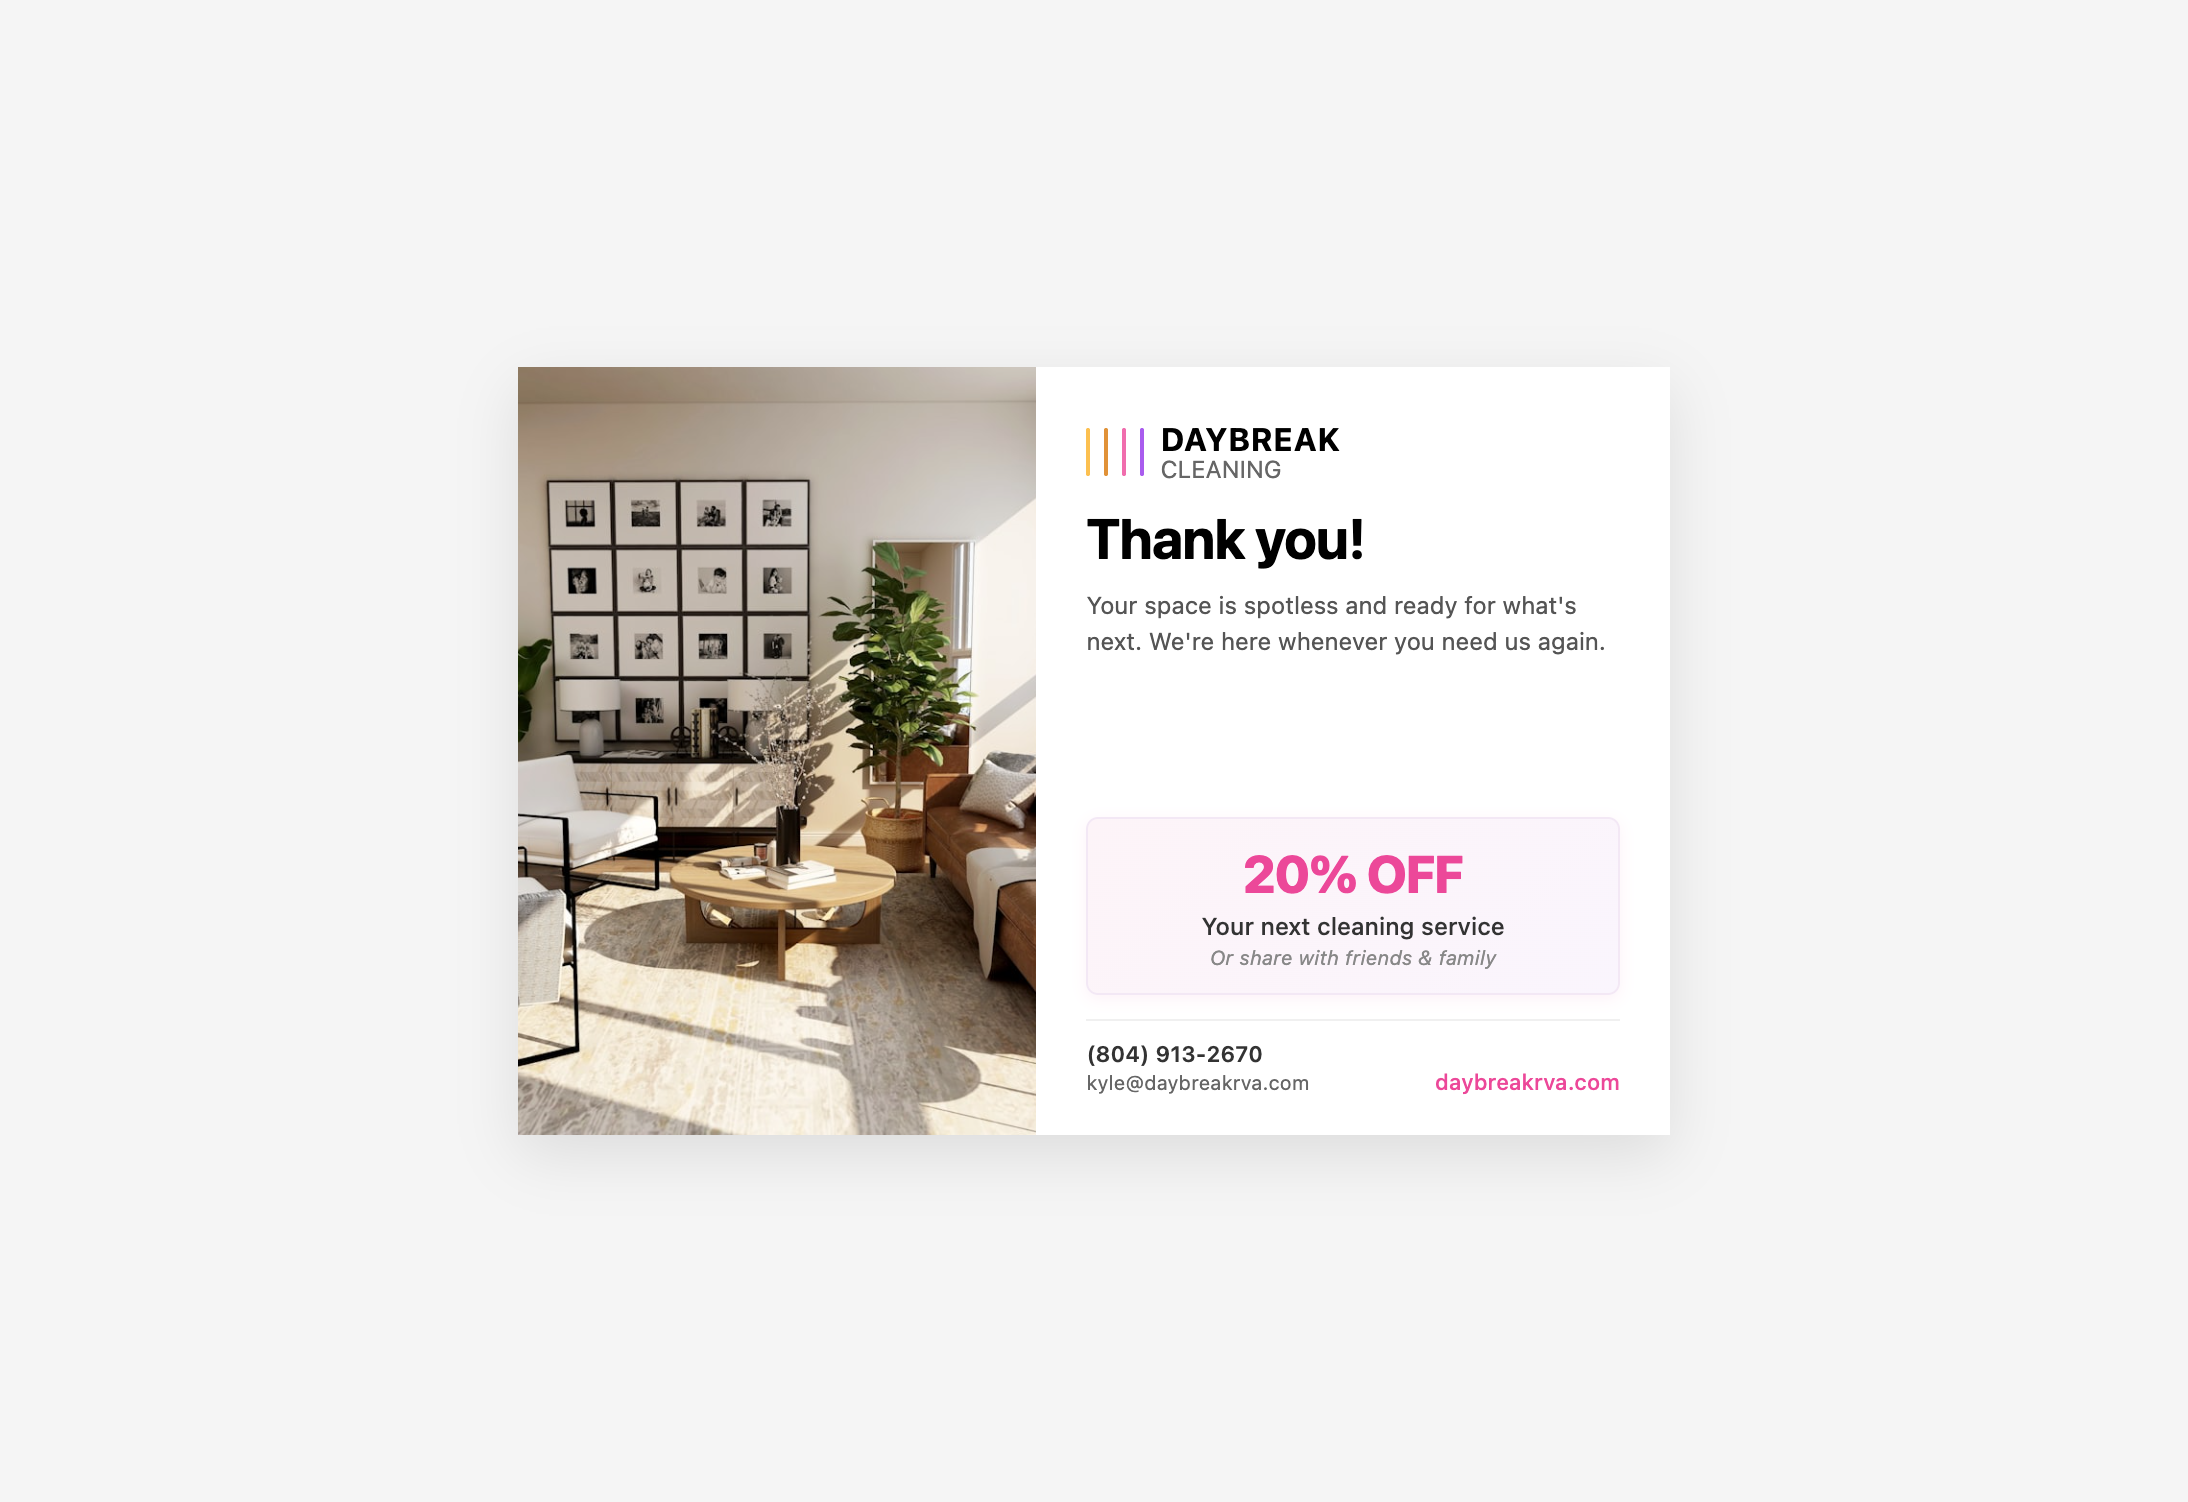 DAYBREAK
CLEANING
Thank you!
Your space is spotless and ready for what's
next. We're here whenever you need us again.
20% OFF
Your next cleaning service
Or share with friends & family
(804) 913-2670
kyle@daybreakrva.com
daybreakrva.com